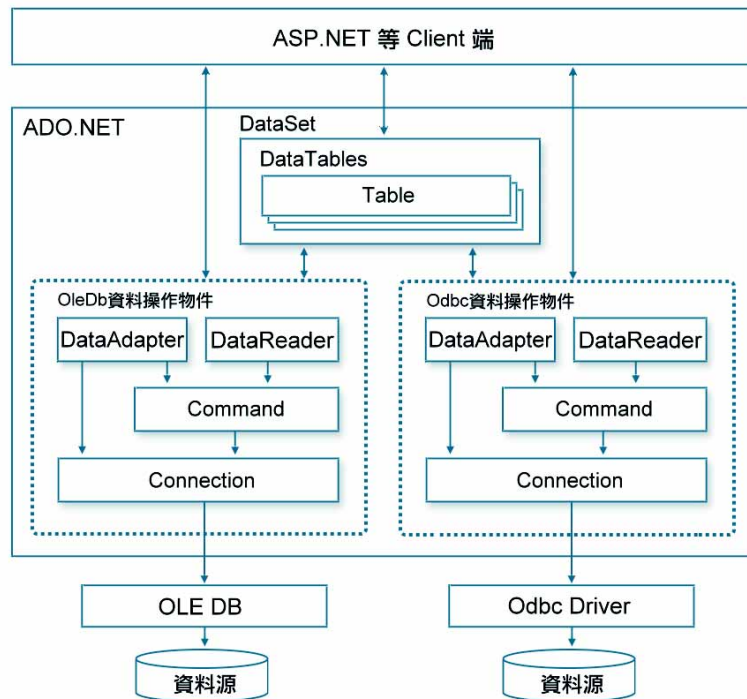 ASP.NET 等 Client 端
ADO.NET
DataSet
DataTables
Table
OleDb資料操作物件
DataAdapter
DataReader
Command
Connection
Odbc資料操作物件
DataAdapter
DataReader
Command
Connection
OLE DB
Odbc Driver
資料源
資料源